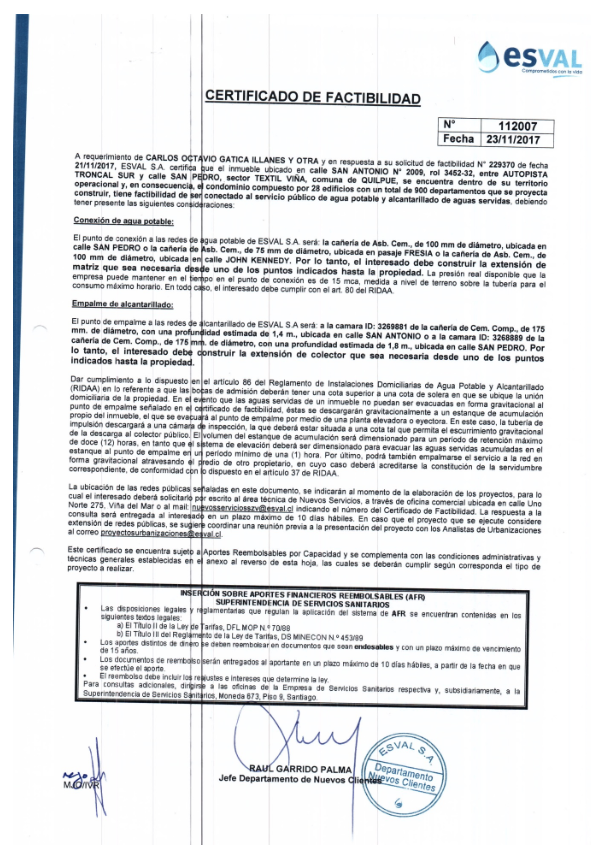 esVAL
Comprometidos con la vida
CERTIFICADO DE FACTIBILIDAD
N° 112007
Fecha 23/11/2017
A requerimiento de CARLOS OCTAVIO GATICA ILLANES Y OTRA y en respuesta a su solicitud de factibilidad N° 229370 de fecha
21/11/2017, ESVAL S.A. certifica que el inmueble ubicado en calle SAN ANTONIO N° 2009, rol 3452-32, entre AUTOPISTA
TRONCAL SUR y calle SAN PEDRO, sector TEXTIL VIÑA, comuna de QUILPUE, se encuentra dentro de su territorio
operacional y, en consecuencia, el condominio compuesto por 28 edificios con un total de 900 departamentos que se proyecta
construir, tiene factibilidad de ser conectado al servicio público de agua potable y alcantarillado de aguas servidas, debiendo
tener presente las siguientes consideraciones:
Conexión de agua potable:
El punto de conexión a las redes de agua potable de ESVAL S.A. será: la cañería de Asb. Cem., de 100 mm de diámetro, ubicada en
calle SAN PEDRO o la cañería de Asb. Cem., de 75 mm de diámetro, ubicada en pasaje FRESIA o la cañería de Asb. Cem., de
100 mm de diámetro, ubicada en calle JOHN KENNEDY. Por lo tanto, el interesado debe construir la extensión de
matriz que sea necesaria desde uno de los puntos indicados hasta la propiedad. La presión real disponible que la
empresa puede mantener en el tiempo en el punto de conexión es de 15 mca, medida a nivel de terreno sobre la tubería para el
consumo máximo horario. En todo caso, el interesado debe cumplir con el art. 80 del RIDAA.
Empalme de alcantarillado:
El punto de empalme a las redes de alcantarillado de ESVAL S.A. será: a la camara ID: 3269881 de la cañería de Cem. Comp., de 175
mm. de diámetro, con una profundidad estimada de 1,4 m., ubicada en calle SAN ANTONIO o a la camara ID: 3268889 de la
cañería de Cem. Comp., de 175 mm. de diámetro, con una profundidad estimada de 1,8 m., ubicada en calle SAN PEDRO. Por
lo tanto, el interesado debe construir la extensión de colector que sea necesaria desde uno de los puntos
indicados hasta la propiedad.
Dar cumplimiento a lo dispuesto en el artículo 86 del Reglamento de Instalaciones Domiciliarias de Agua Potable y Alcantarillado
(RIDAA) en lo referente a que las bocas de admisión deberán tener una cota superior a una cota de solera en que se ubique la unión
domiciliaria de la propiedad. En el evento que las aguas servidas de un inmueble no puedan ser evacuadas en forma gravitacional al
punto de empalme señalado en el certificado de factibilidad, éstas se descargarán gravitacionalmente a un estanque de acumulación
propio del inmueble, el que se evacuará al punto de empalme por medio de una planta elevadora o eyectora. En este caso, la tubería de
impulsión descargará a una cámara de inspección, la que deberá estar situada a una cota tal que permita el escurrimiento gravitacional
de la descarga al colector público. El volumen del estanque de acumulación será dimensionado para un período de retención máximo
de doce (12) horas, en tanto que el sistema de elevación deberá ser dimensionado para evacuar las aguas servidas acumuladas en el
estanque al punto de empalme en un período mínimo de una (1) hora. Por último, podrá también empalmarse el servicio a la red en
forma gravitacional atravesando el predio de otro propietario, en cuyo caso deberá acreditarse la constitución de la servidumbre
correspondiente, de conformidad con lo dispuesto en el artículo 37 de RIDAA.
La ubicación de las redes públicas señaladas en este documento, se indicarán al momento de la elaboración de los proyectos, para lo
cual el interesado deberá solicitarlo por escrito al área técnica de Nuevos Servicios, a través de oficina comercial ubicada en calle Uno
Norte 275, Viña del Mar o al mail: nuevosserviciosszv@esval.cl indicando el número del Certificado de Factibilidad. La respuesta a la
consulta será entregada al interesado en un plazo máximo de 10 días hábiles. En caso que el proyecto que se ejecute considere
extensión de redes públicas, se sugiere coordinar una reunión previa a la presentación del proyecto con los Analistas de Urbanizaciones
al correo proyectosurbanizaciones@esval.cl.
Este certificado se encuentra sujeto a Aportes Reembolsables por Capacidad y se complementa con las condiciones administrativas y
técnicas generales establecidas en el anexo al reverso de esta hoja, las cuales se deberán cumplir según corresponda el tipo de
proyecto a realizar.
INSERCIÓN SOBRE APORTES FINANCIEROS REEMBOLSABLES (AFR)
SUPERINTENDENCIA DE SERVICIOS SANITARIOS
• Las disposiciones legales y reglamentarias que regulan la aplicación del sistema de AFR se encuentran contenidas en los
siguientes textos legales:
a) El Título II de la Ley de Tarifas, DFL MOP N.º 70/88
b) El Título III del Reglamento de la Ley de Tarifas, DS MINECON N.º 453/89
• Los aportes distintos de dinero se deben reembolsar en documentos que sean endosables y con un plazo máximo de vencimiento
de 15 años.
• Los documentos de reembolso serán entregados al aportante en un plazo máximo de 10 días hábiles, a partir de la fecha en que
se efectúe el aporte.
• El reembolso debe incluir los reajustes e intereses que determina la ley.
Para consultas adicionales, dirigirse a las oficinas de la Empresa de Servicios Sanitarios respectiva y, subsidiariamente, a la
Superintendencia de Servicios Sanitarios, Moneda 673, Piso 9, Santiago.
RAUL GARRIDO PALMA
Jefe Departamento de Nuevos Clientes
ESVAL S.A.
Departamento
Nuevos Clientes
6